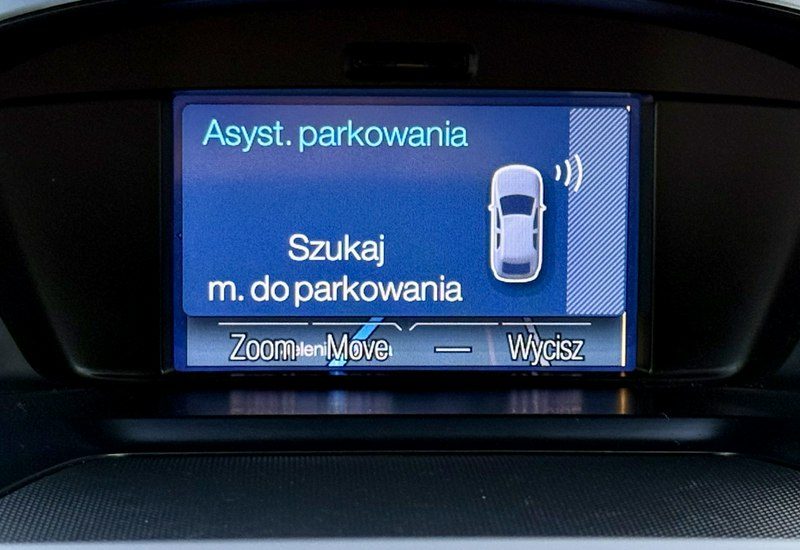 Asyst. parkowania
Szukaj
m. do parkowania
Zoom Move — Wycisz